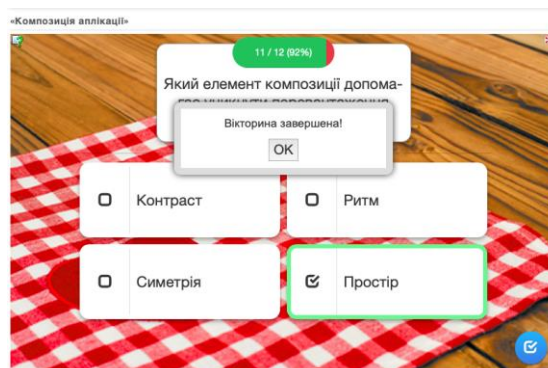 «Композиція аплікації»
11 / 12 (92%)
Який елемент композиції допома-
Вікторина завершена!
OK
Контраст
Ритм
Симетрія
Простір